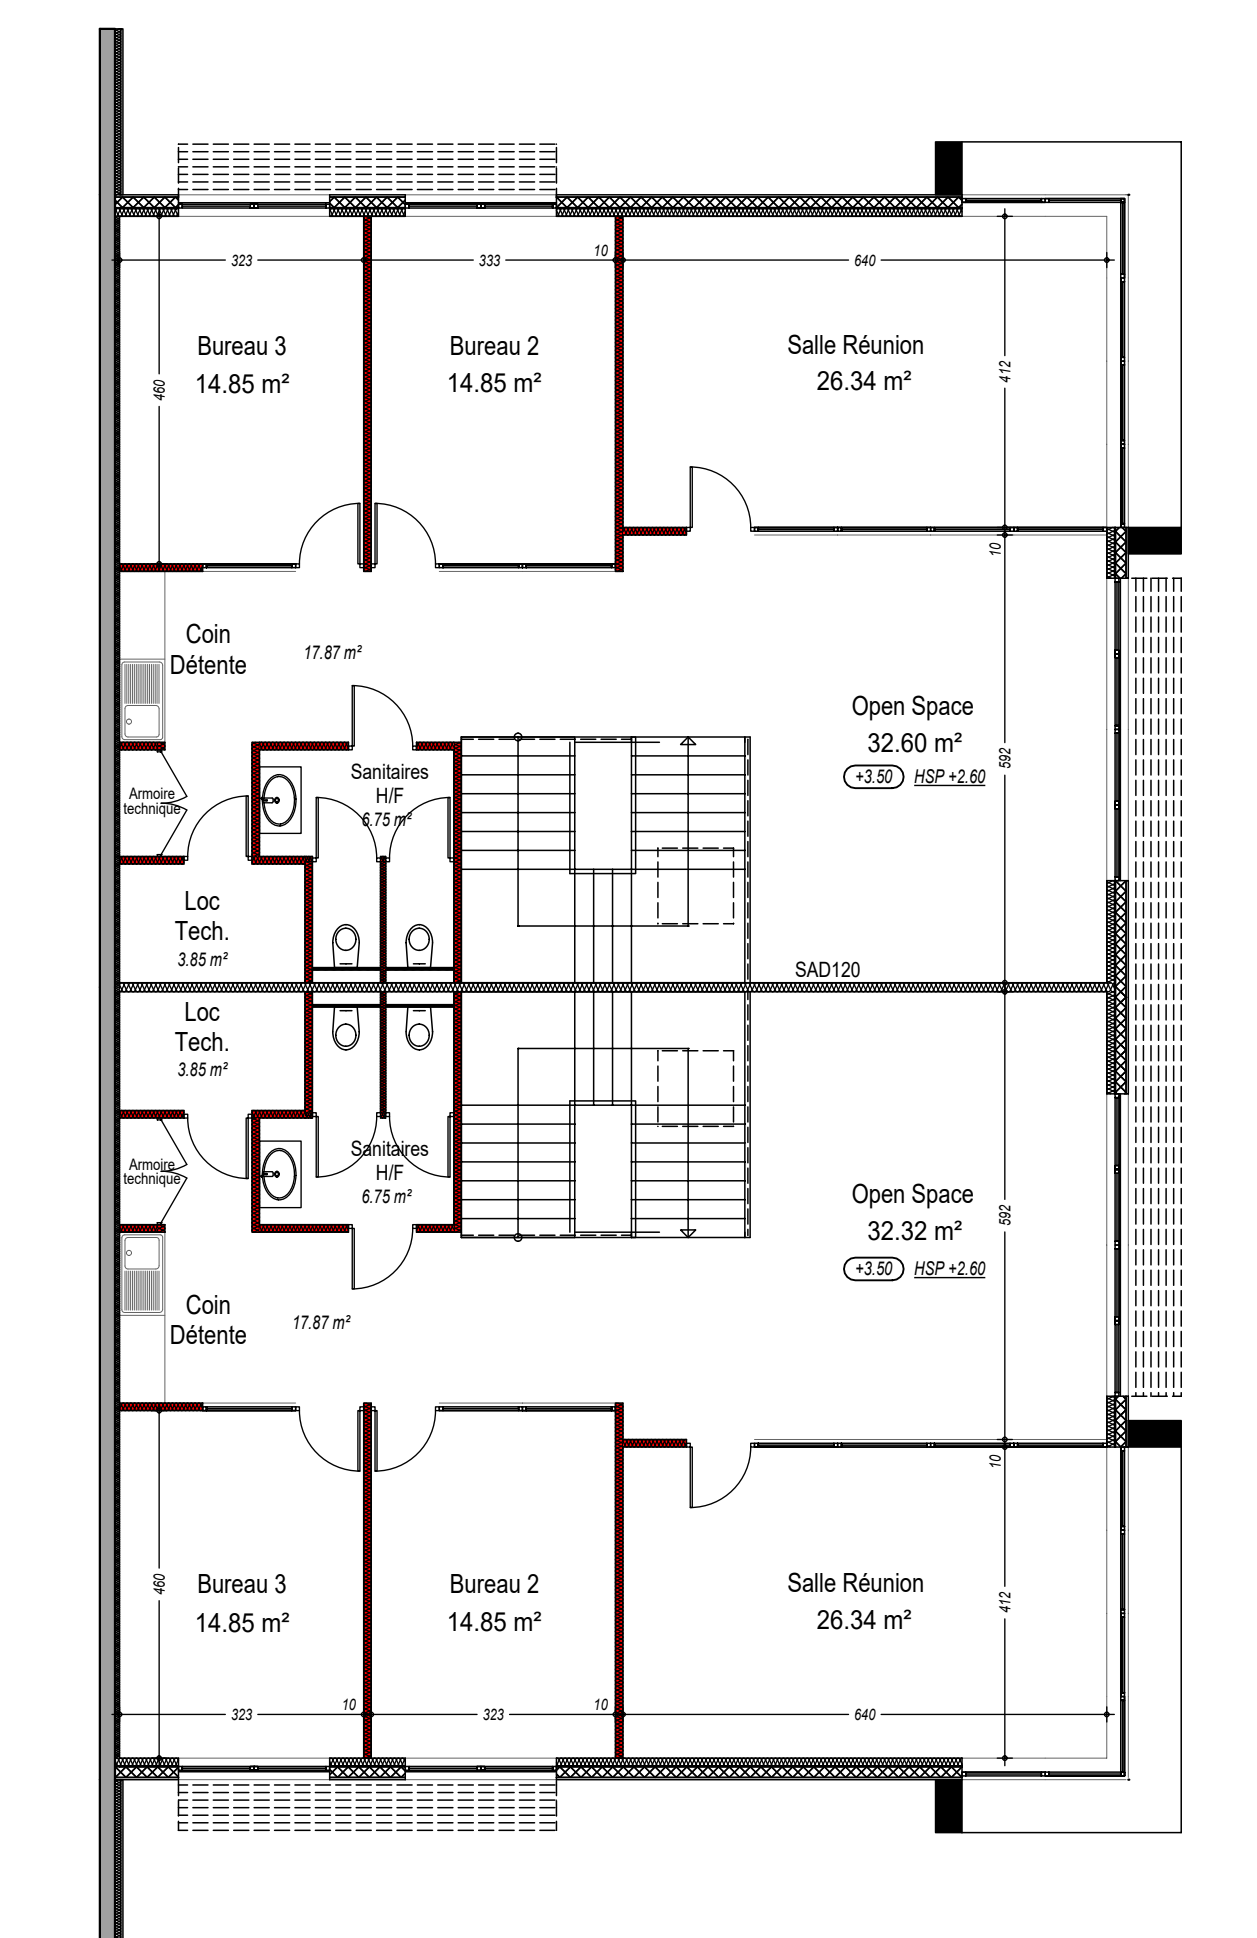 323
333
10
640
Bureau 3
14.85 m²
Bureau 2
14.85 m²
Salle Réunion
26.34 m²
460
412
10
Coin
Détente
17.87 m²
Open Space
32.60 m²
+3.50 HSP +2.60
592
Sanitaires
H/F
6.75 m²
Armoire
technique
Loc
Tech.
3.85 m²
SAD120
Loc
Tech.
3.85 m²
Armoire
technique
Sanitaires
H/F
6.75 m²
Open Space
32.32 m²
+3.50 HSP +2.60
592
Coin
Détente
17.87 m²
10
Bureau 3
14.85 m²
Bureau 2
14.85 m²
Salle Réunion
26.34 m²
460
412
323
10
323
10
640